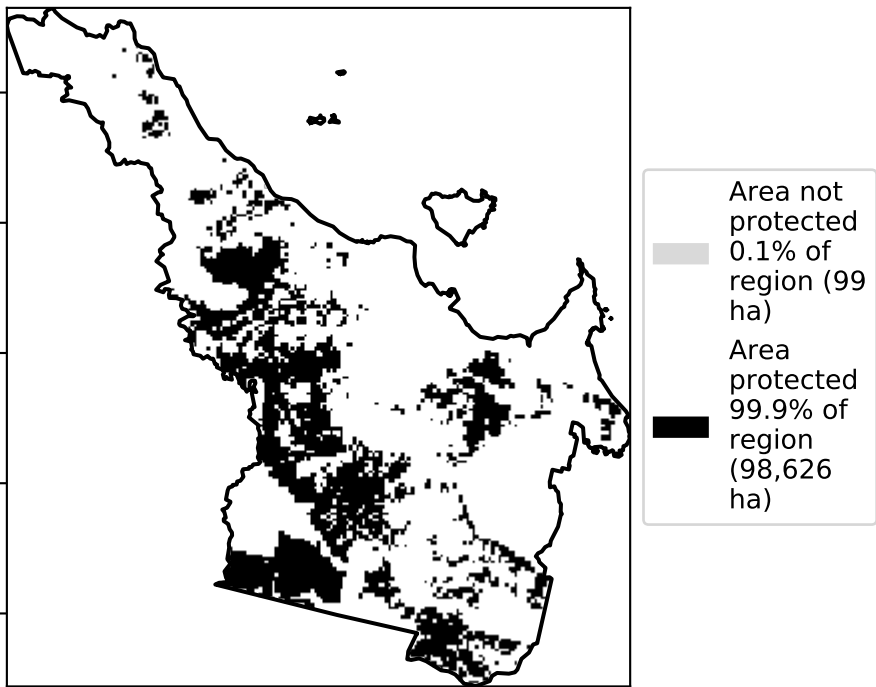 Area not
protected
0.1% of
region (99
ha)
Area
protected
99.9% of
region
(98,626
ha)